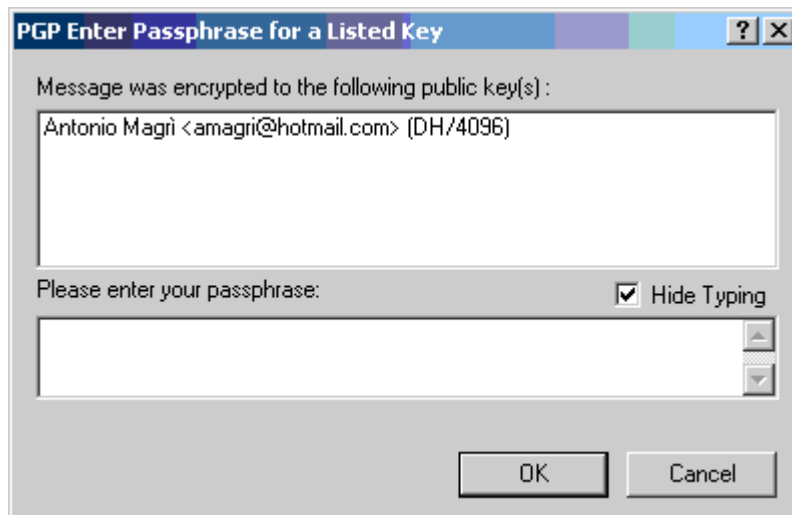 PGP Enter Passphrase for a Listed Key
Message was encrypted to the following public key(s) :
Antonio Magrì <amagri@hotmail.com> (DH/4096)
Please enter your passphrase:
Hide Typing
OK
Cancel